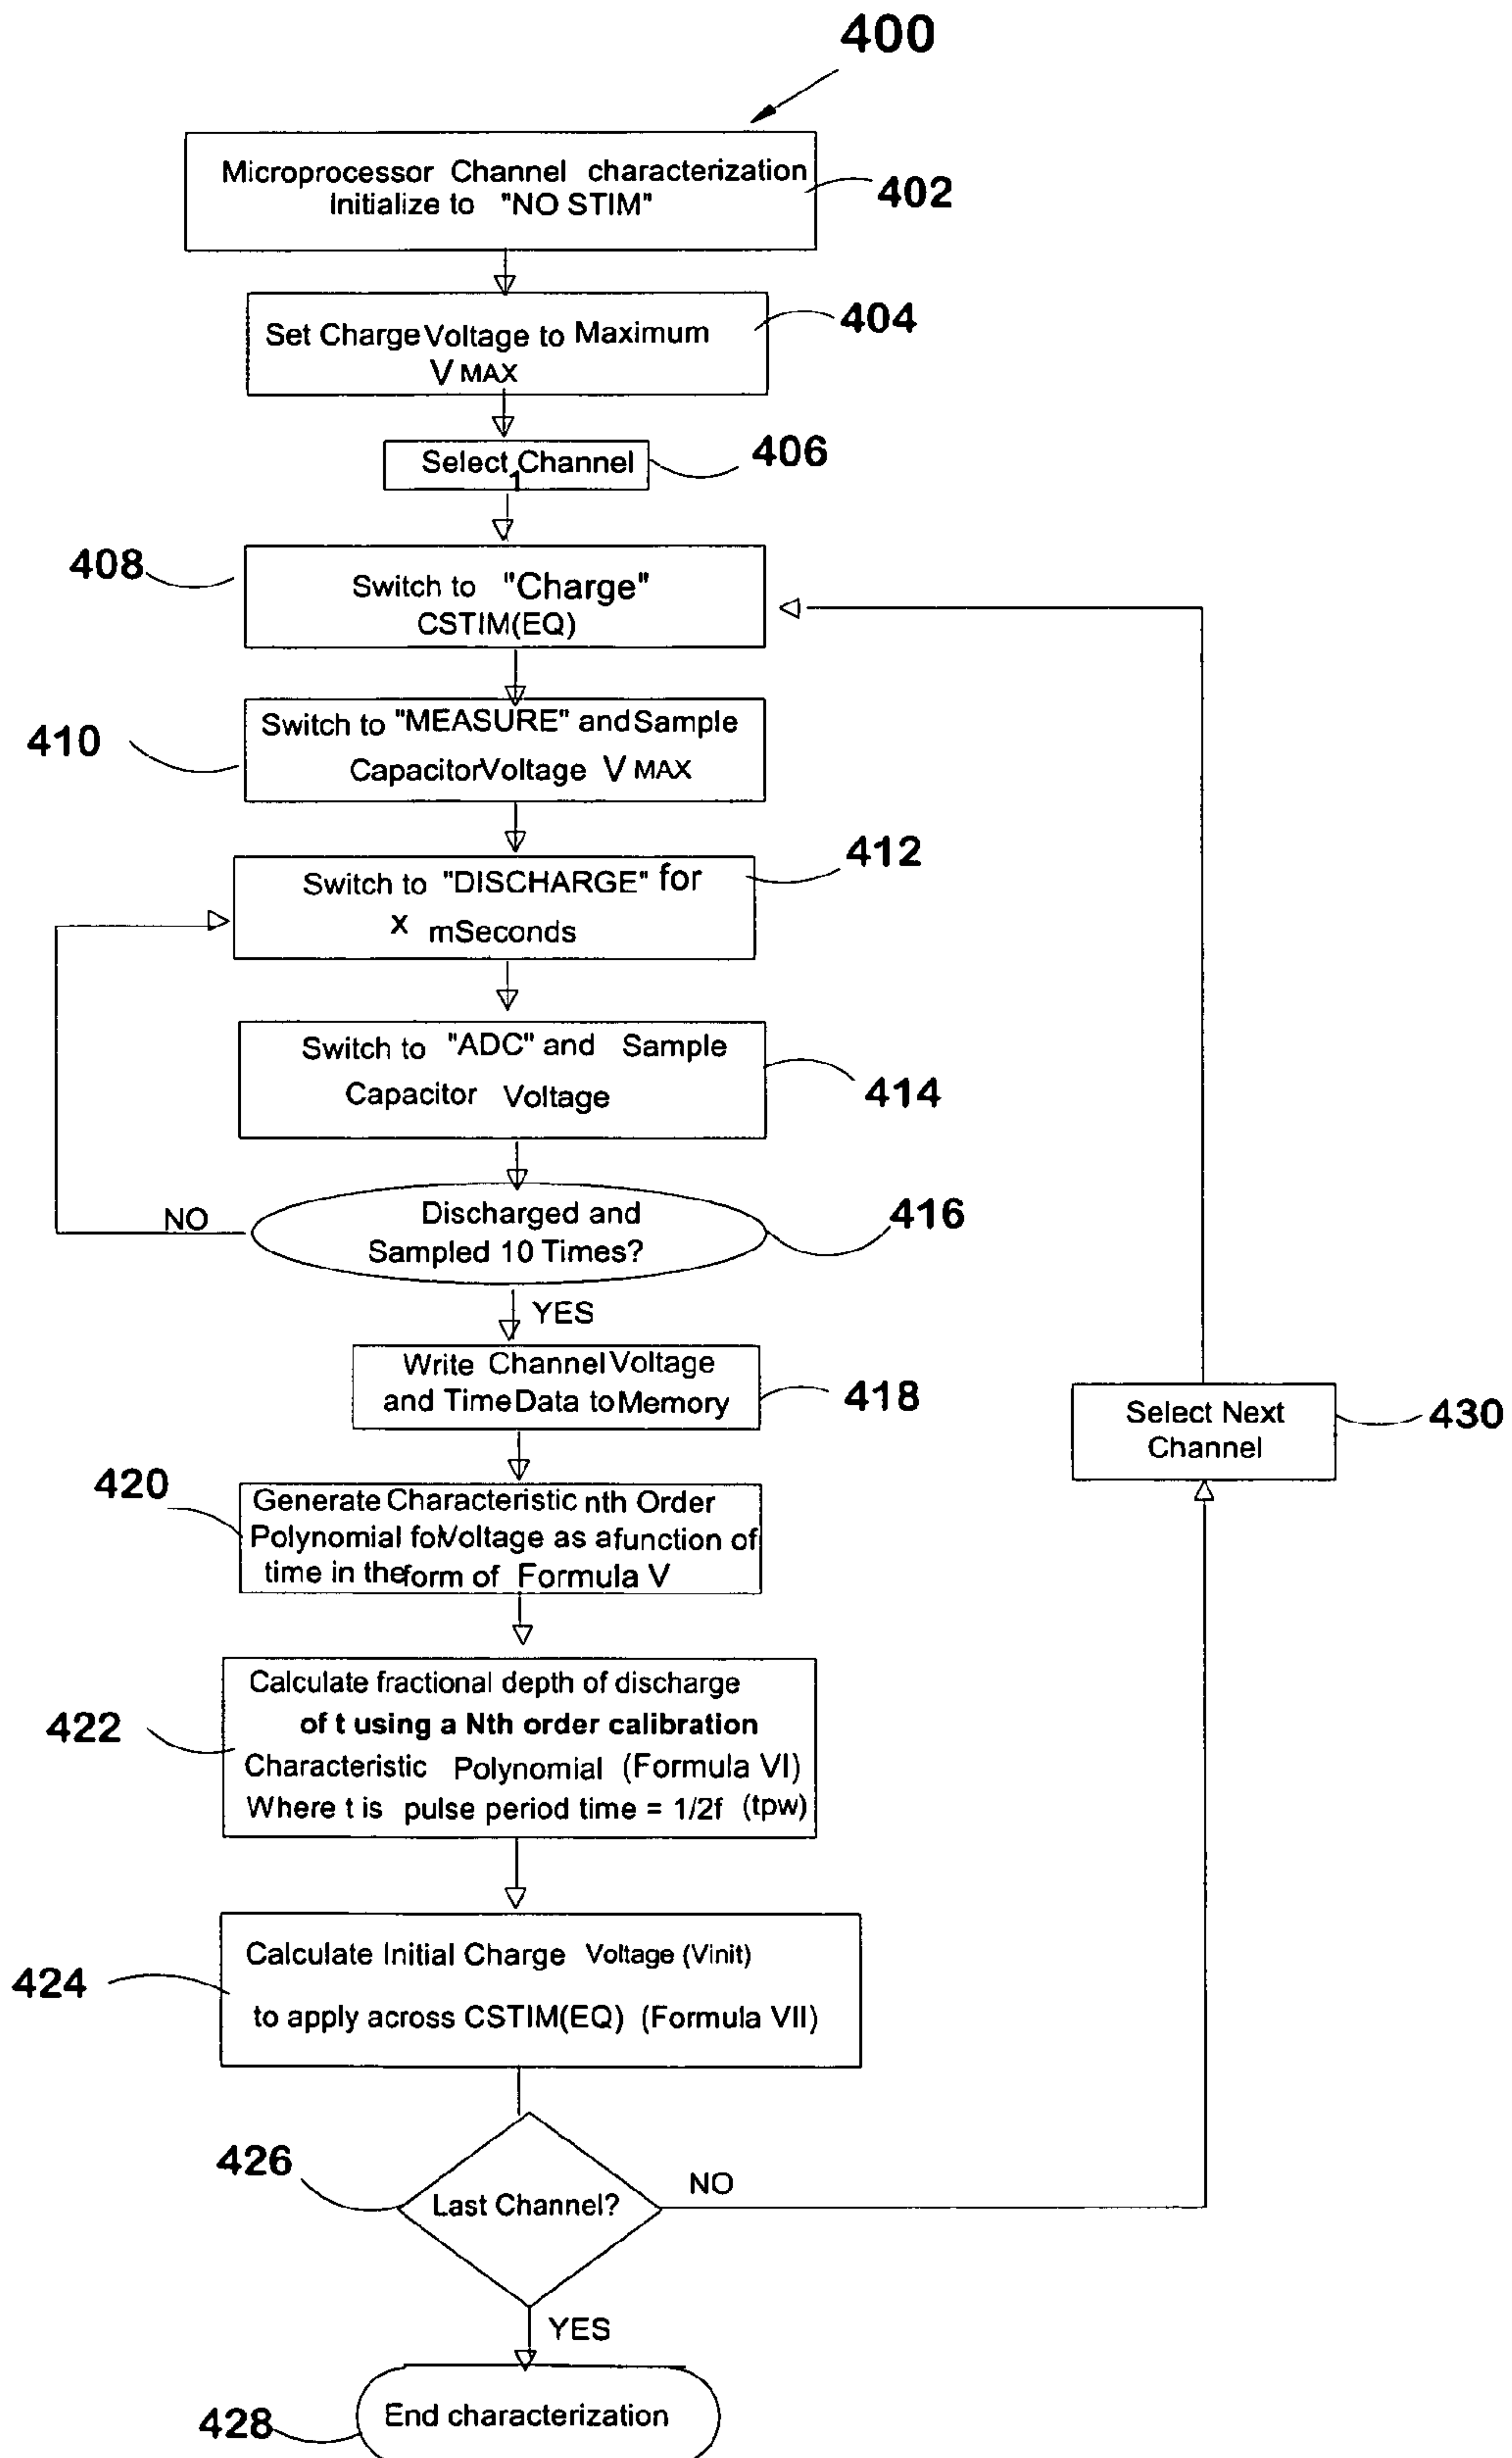 400
Microprocessor Channel characterization
Initialize to "NO STIM"
402
Set Charge Voltage to Maximum
V MAX
404
Select Channel
1
406
408
Switch to "Charge"
CSTIM(EQ)
410
Switch to "MEASURE" and Sample
Capacitor Voltage V MAX
412
Switch to "DISCHARGE" for
x mSeconds
Switch to "ADC" and Sample
Capacitor Voltage
414
NO
Discharged and
Sampled 10 Times?
416
YES
Write Channel Voltage
and Time Data to Memory
418
Select Next
Channel
430
420
Generate Characteristic nth Order
Polynomial fo Voltage as a function of
time in the form of Formula V
422
Calculate fractional depth of discharge
of t using a Nth order calibration
Characteristic Polynomial (Formula VI)
Where t is pulse period time = 1/2f (tpw)
424
Calculate Initial Charge Voltage (Vinit)
to apply across CSTIM(EQ) (Formula VII)
426
Last Channel?
NO
YES
428
End characterization